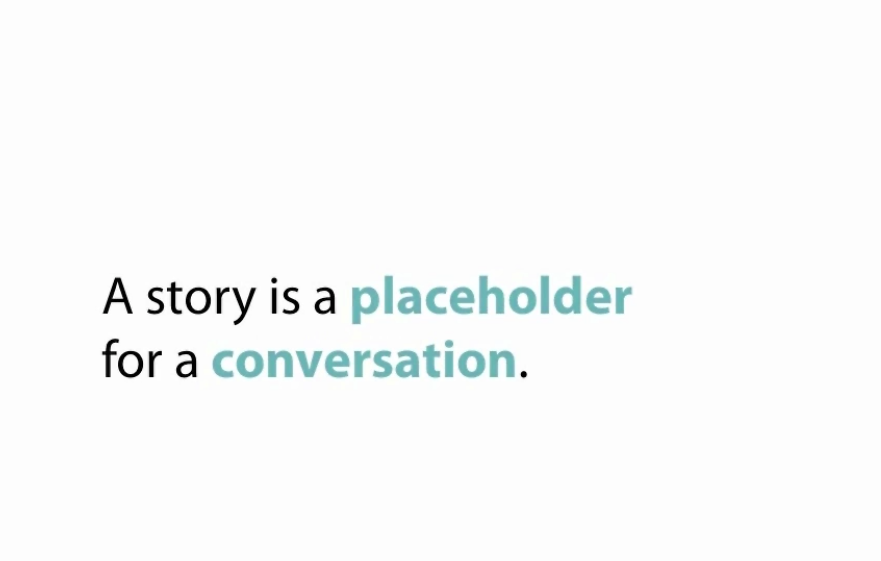 A story is a placeholder
for a conversation.